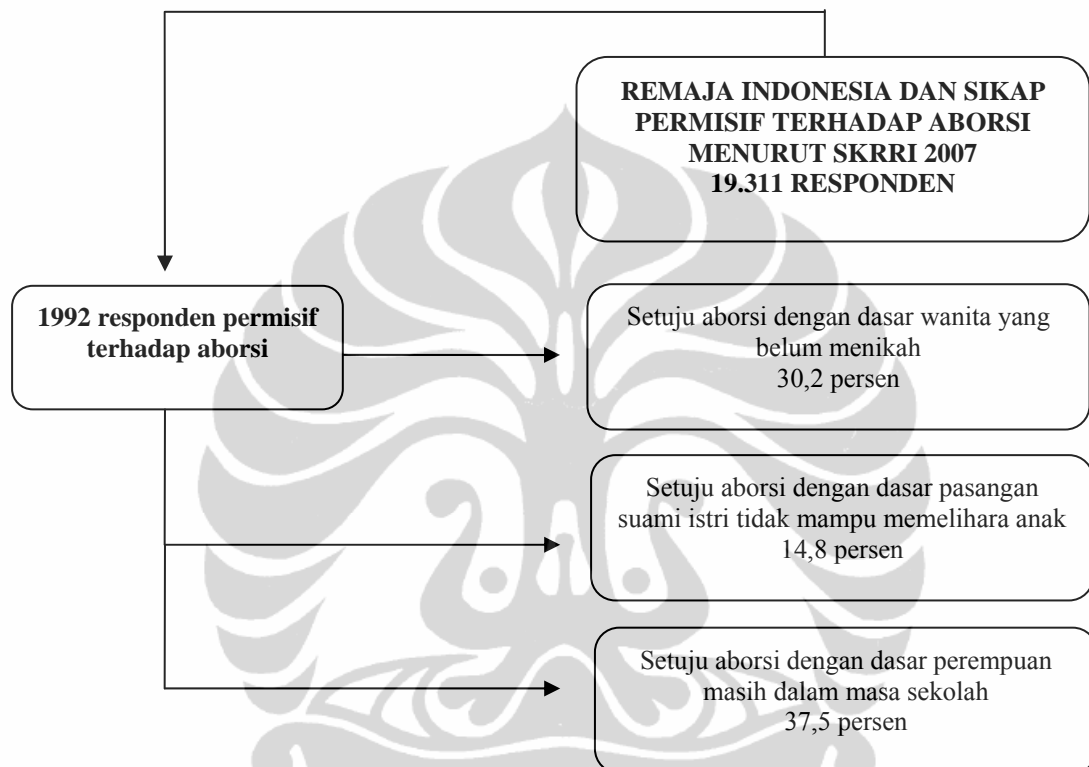 REMAJA INDONESIA DAN SIKAP
PERMISIF TERHADAP ABORSI
MENURUT SKRRI 2007
19.311 RESPONDEN
1992 responden permisif
terhadap aborsi
Setuju aborsi dengan dasar wanita yang
belum menikah
30,2 persen
Setuju aborsi dengan dasar pasangan
suami istri tidak mampu memelihara anak
14,8 persen
Setuju aborsi dengan dasar perempuan
masih dalam masa sekolah
37,5 persen